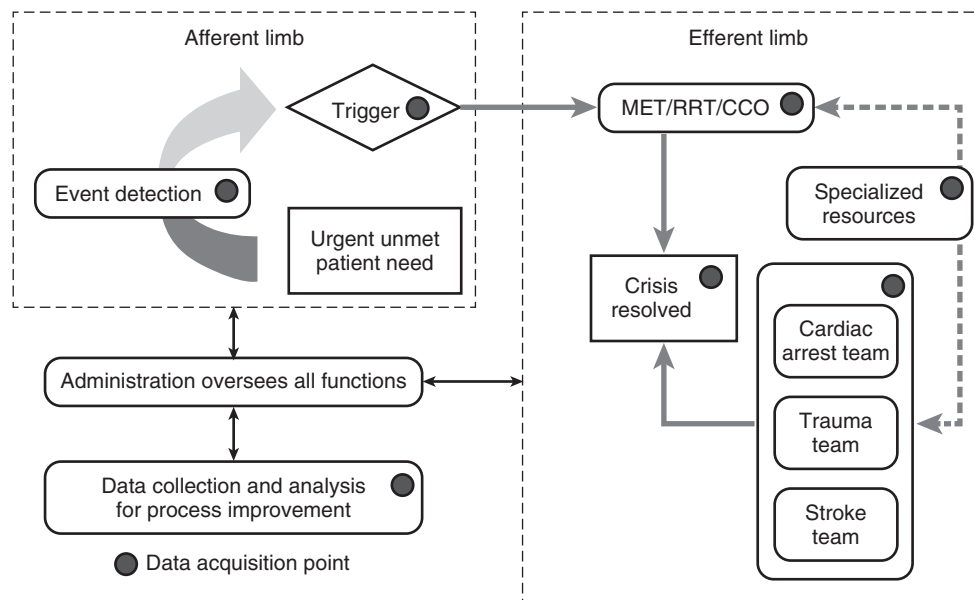 Afferent limb
Trigger
Event detection
Urgent unmet
patient need
Administration oversees all functions
Data collection and analysis
for process improvement
Data acquisition point
Efferent limb
MET/RRT/CCO
Specialized
resources
Crisis
resolved
Cardiac
arrest team
Trauma
team
Stroke
team